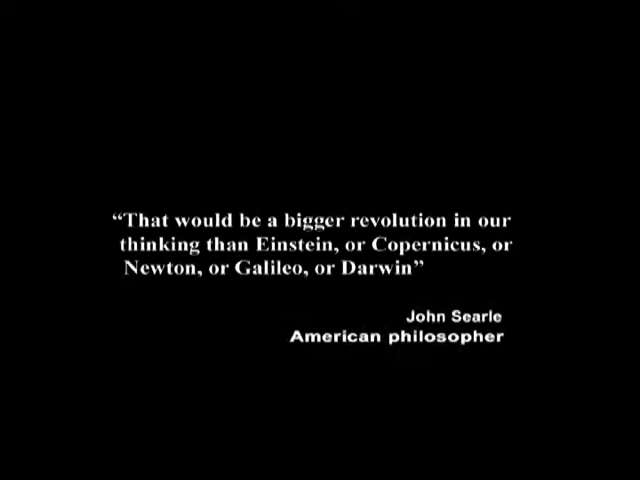 “That would be a bigger revolution in our
thinking than Einstein, or Copernicus, or
Newton, or Galileo, or Darwin”
John Searle
American philosopher